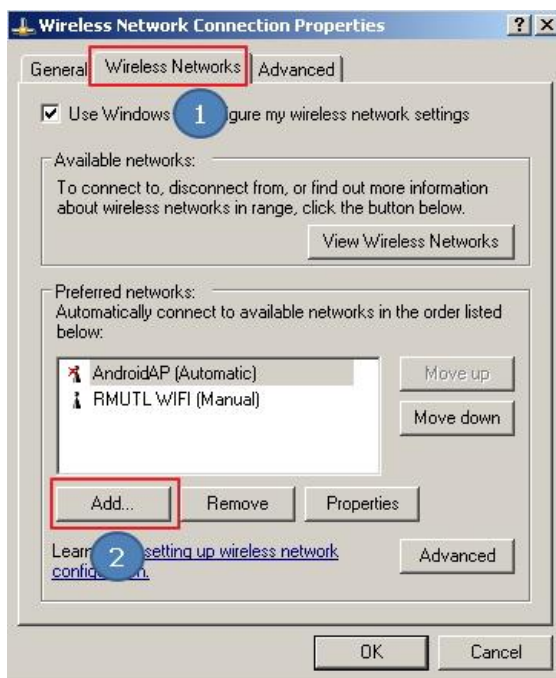 Wireless Network Connection Properties
General Wireless Networks Advanced
Use Windows 1 gure my wireless network settings
Available networks:
To connect to, disconnect from, or find out more information
about wireless networks in range, click the button below.
View Wireless Networks
Preferred networks:
Automatically connect to available networks in the order listed
below:
AndroidAP (Automatic)
RMUTL WIFI (Manual)
Move up
Move down
Add... Remove Properties
Learn 2 setting up wireless network
Advanced
OK Cancel